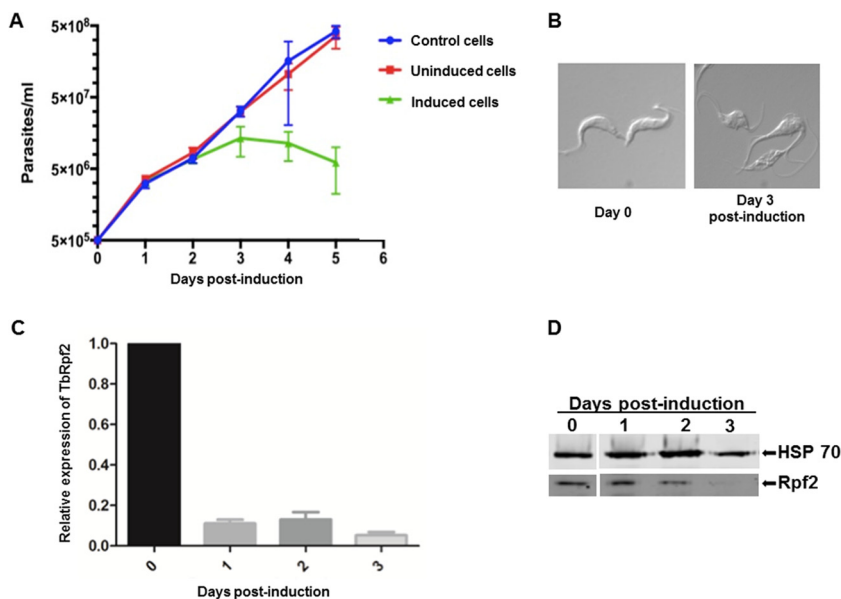 A
5×10⁸
5×10⁷
5×10⁶
5×10⁵
Parasites/ml
0 1 2 3 4 5 6
Days post-induction
Control cells
Uninduced cells
Induced cells
B
Day 0
Day 3
post-induction
C
Relative expression of TbRpf2
1.0
0.8
0.6
0.4
0.2
0.0
0 1 2 3
Days post-induction
D
Days post-induction
0 1 2 3
HSP 70
Rpf2